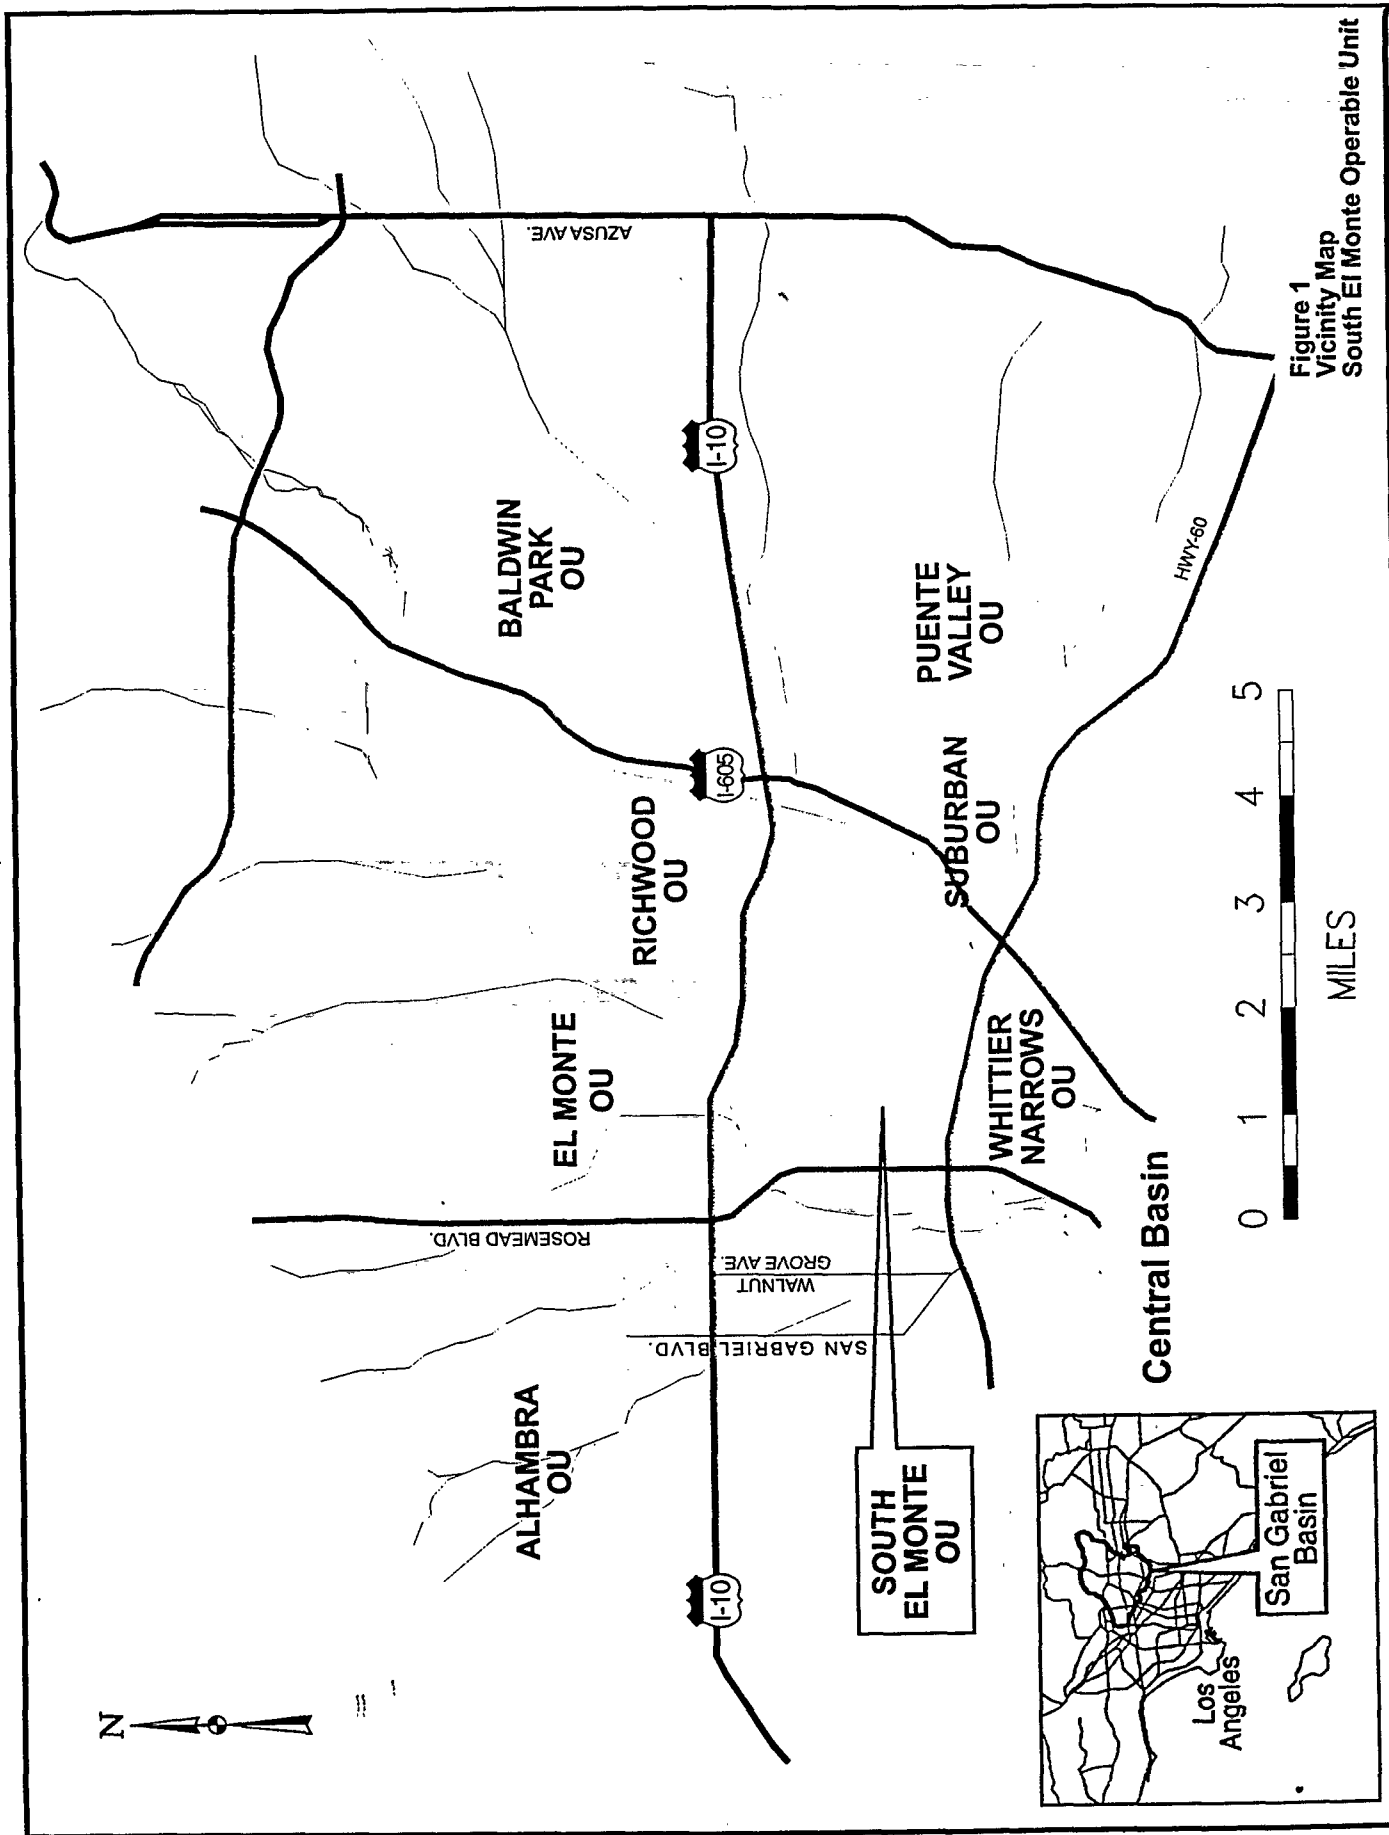 N
ALHAMBRA
OU
EL MONTE
OU
RICHWOOD
OU
BALDWIN
PARK
OU
ROSEMEAD BLVD.
AZUSA AVE.
I-10
I-605
I-10
SAN GABRIEL BLVD.
WALNUT
GROVE AVE.
SOUTH
EL MONTE
OU
SUBURBAN
OU
PUENTE
VALLEY
OU
WHITTIER
NARROWS
OU
HWY-60
Central Basin
Los
Angeles
San Gabriel
Basin
0 1 2 3 4 5
MILES
Figure 1
Vicinity Map
South El Monte Operable Unit